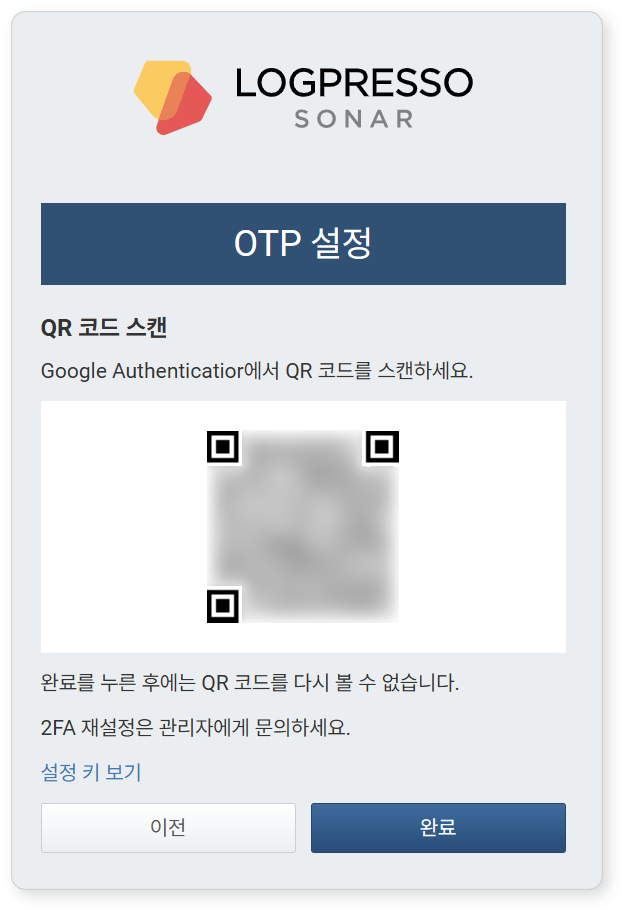 LOGPRESSO
SONAR
OTP 설정
QR 코드 스캔
Google Authenticatior에서 QR 코드를 스캔하세요.
완료를 누른 후에는 QR 코드를 다시 볼 수 없습니다.
2FA 재설정은 관리자에게 문의하세요.
설정 키 보기
이전
완료